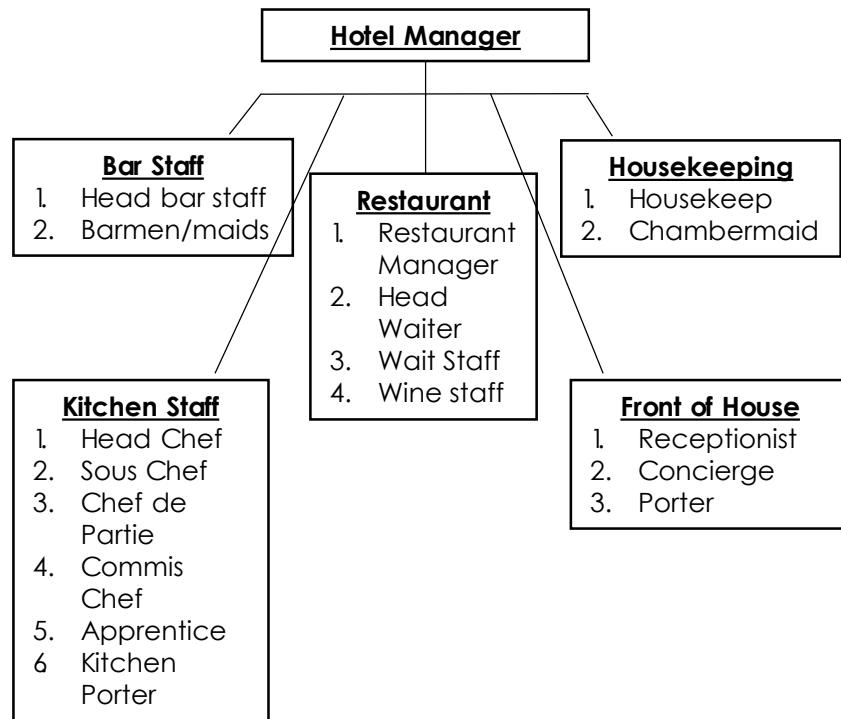 Hotel Manager
Bar Staff
1. Head bar staff
2. Barmen/maids
Restaurant
1. Restaurant
Manager
2. Head
Waiter
3. Wait Staff
4. Wine staff
Housekeeping
1. Housekeep
2. Chambermaid
Kitchen Staff
1. Head Chef
2. Sous Chef
3. Chef de
Partie
4. Commis
Chef
5. Apprentice
6. Kitchen
Porter
Front of House
1. Receptionist
2. Concierge
3. Porter